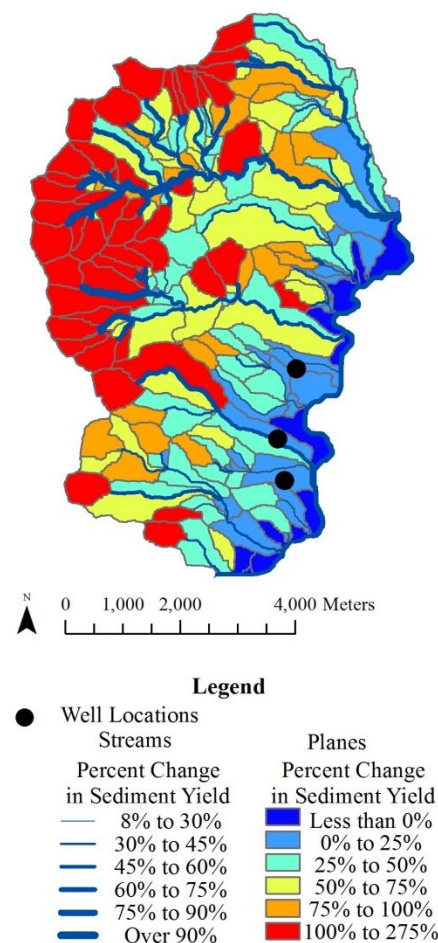 N
0 1,000 2,000 4,000 Meters
Legend
Well Locations
Streams Planes
Percent Change Percent Change
in Sediment Yield in Sediment Yield
8% to 30% Less than 0%
30% to 45% 0% to 25%
45% to 60% 25% to 50%
60% to 75% 50% to 75%
75% to 90% 75% to 100%
Over 90% 100% to 275%